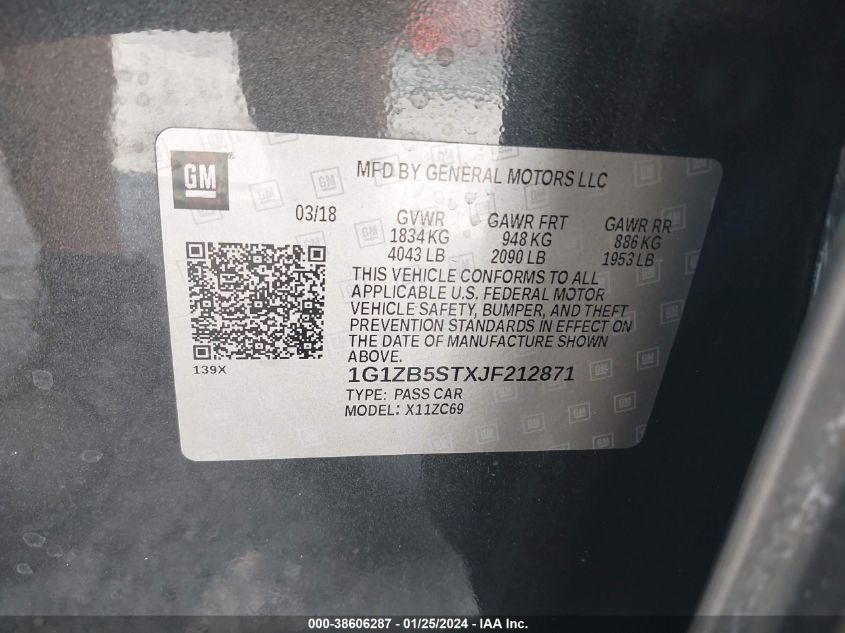 GM
MFD BY GENERAL MOTORS LLC
03/18
GVWR GAWR FRT GAWR RR
1834 KG 948 KG 886 KG
4043 LB 2090 LB 1953 LB
THIS VEHICLE CONFORMS TO ALL
APPLICABLE U.S. FEDERAL MOTOR
VEHICLE SAFETY, BUMPER, AND THEFT
PREVENTION STANDARDS IN EFFECT ON
THE DATE OF MANUFACTURE SHOWN
ABOVE.
139X
1G1ZB5STXJF212871
TYPE: PASS CAR
MODEL: X11ZC69
000-38606287 - 01/25/2024 - IAA Inc.